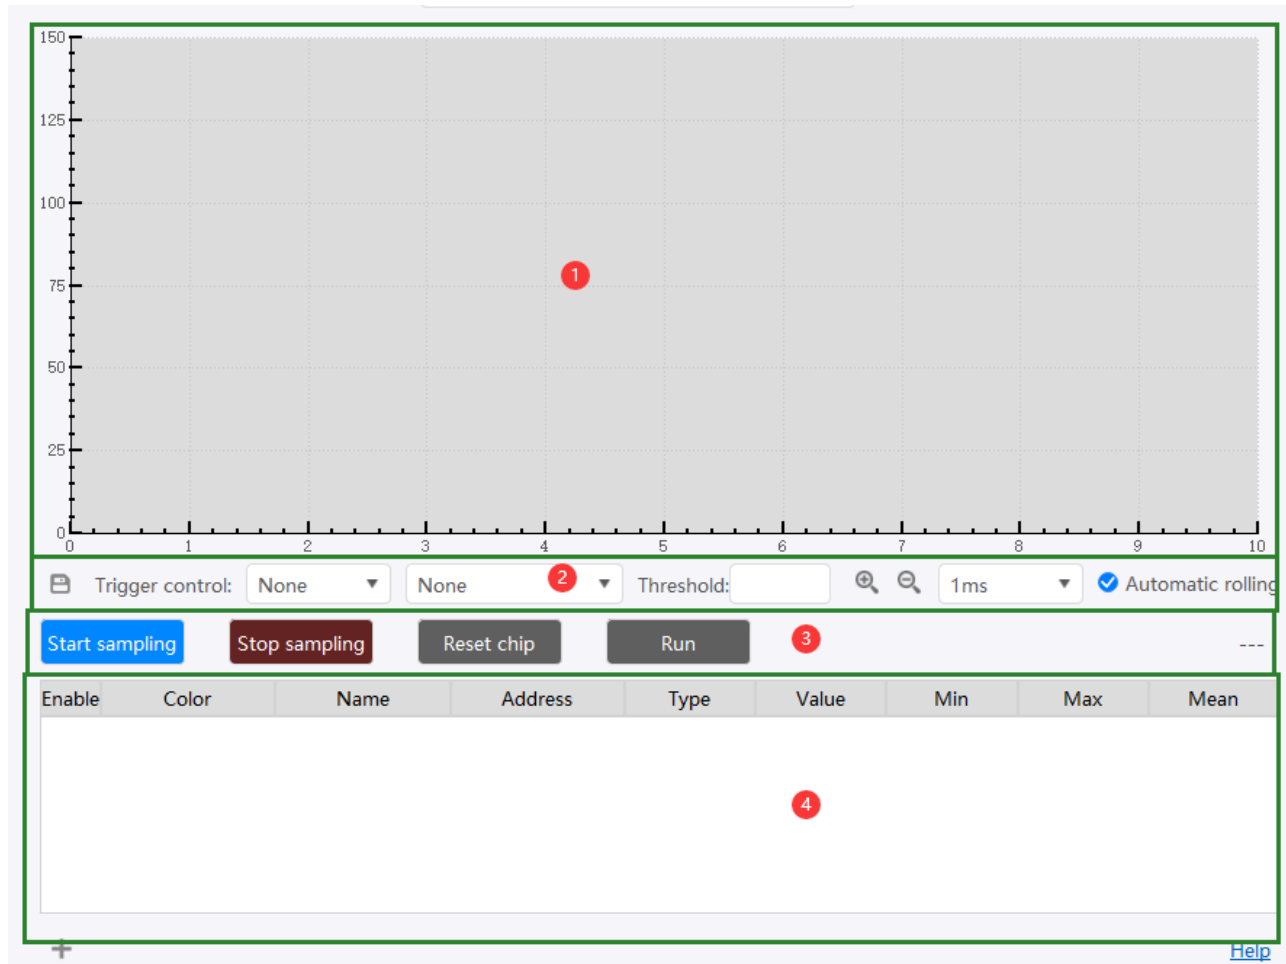 150
125
100
1
75
50
25
0
0 1 2 3 4 5 6 7 8 9 10
Trigger control: None None 2 Threshold: 1ms Automatic rolling
Start sampling Stop sampling Reset chip Run 3 ---
Enable Color Name Address Type Value Min Max Mean
4
Help